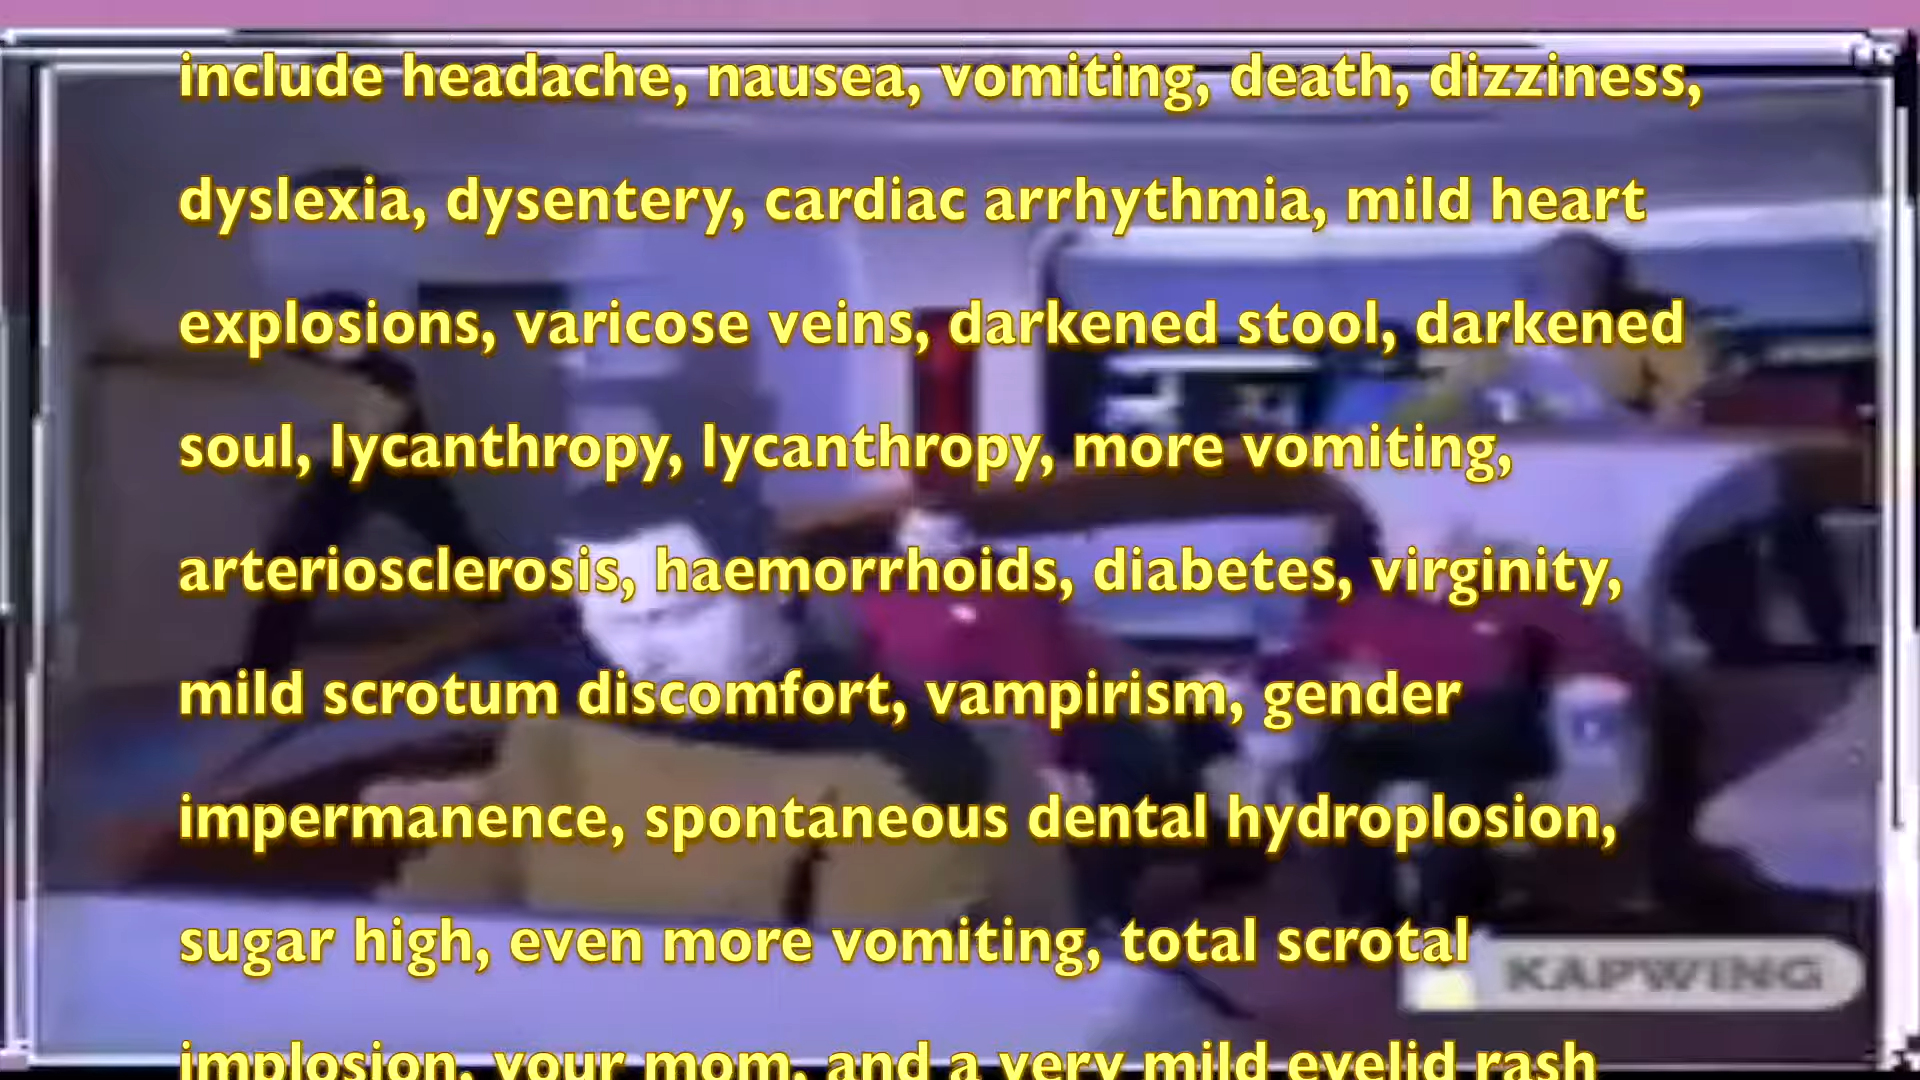 include headache, nausea, vomiting, death, dizziness,
dyslexia, dysentery, cardiac arrhythmia, mild heart
explosions, varicose veins, darkened stool, darkened
soul, lycanthropy, lycanthropy, more vomiting,
arteriosclerosis, haemorrhoids, diabetes, virginity,
mild scrotum discomfort, vampirism, gender
impermanence, spontaneous dental hydroplosion,
sugar high, even more vomiting, total scrotal
KAPWING
implosion, your mom, and a very mild eyelid rash